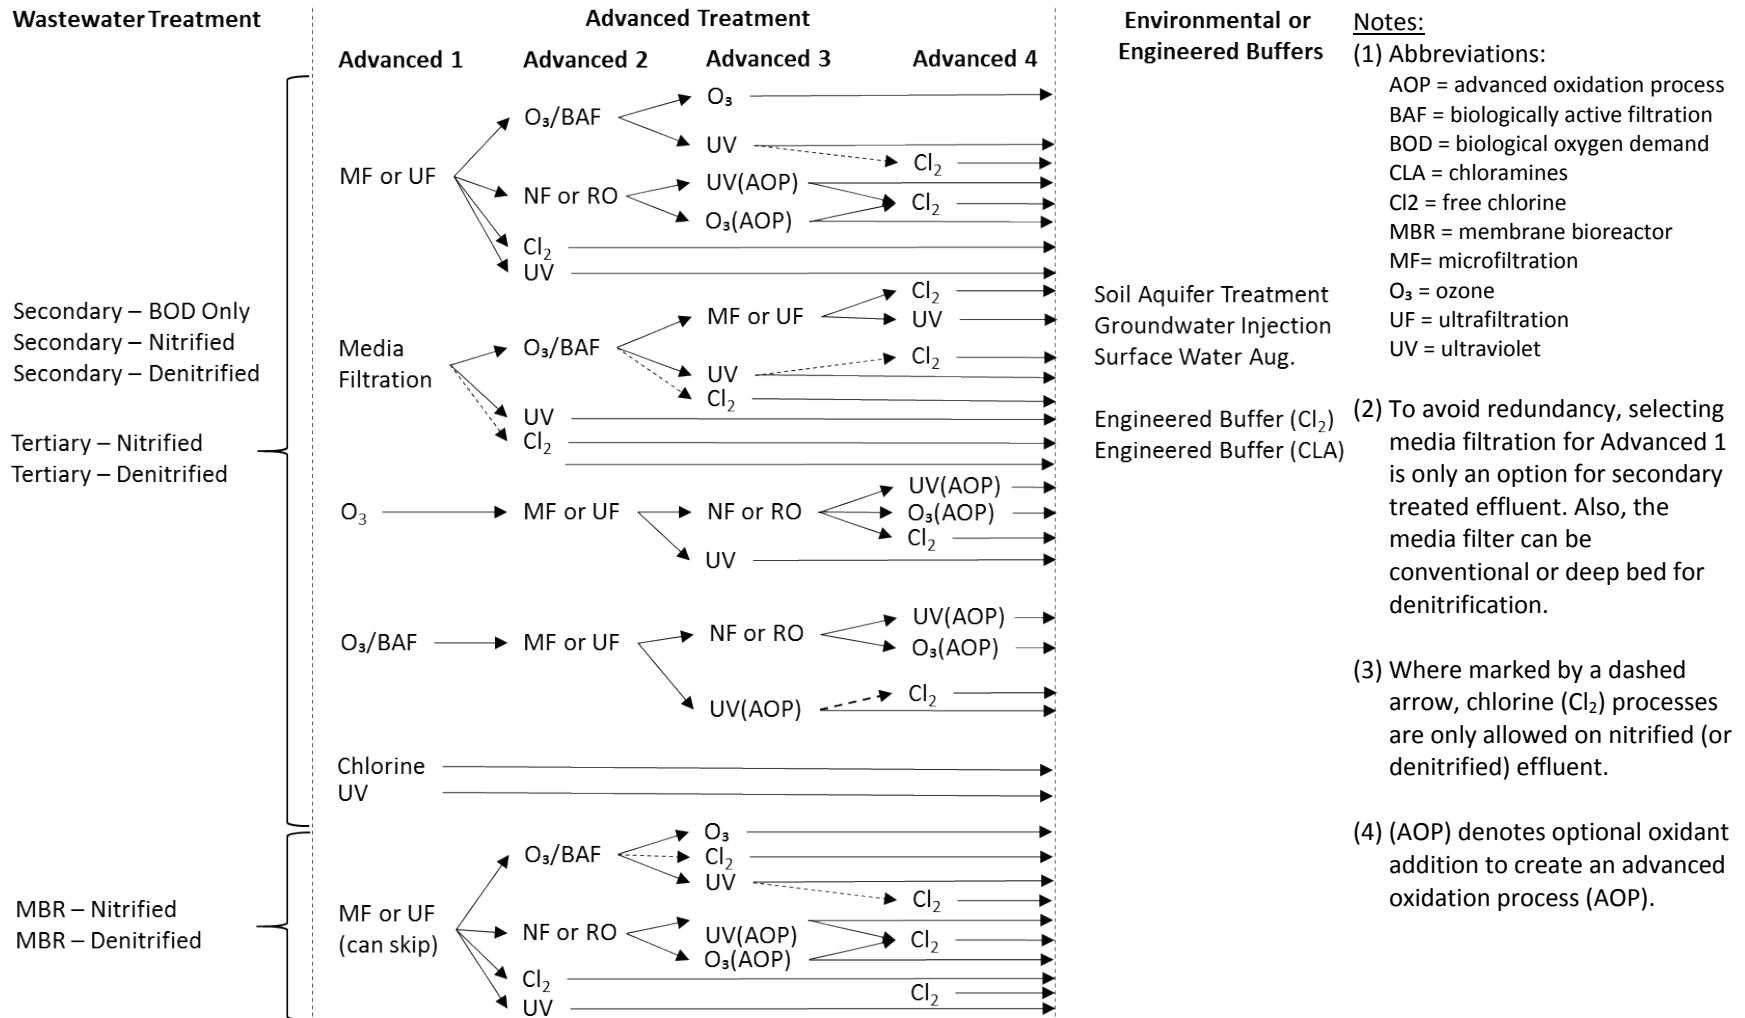 Wastewater Treatment
Advanced Treatment
Environmental or
Engineered Buffers
Advanced 1
Advanced 2
Advanced 3
Advanced 4
Secondary – BOD Only
Secondary – Nitrified
Secondary – Denitrified
Tertiary – Nitrified
Tertiary – Denitrified
MBR – Nitrified
MBR – Denitrified
MF or UF
O₃/BAF
O₃
UV
Cl₂
NF or RO
UV(AOP)
O₃(AOP)
Cl₂
Cl₂
UV
Media
Filtration
O₃/BAF
MF or UF
Cl₂
UV
UV
Cl₂
Cl₂
UV
Cl₂
O₃
MF or UF
NF or RO
UV(AOP)
O₃(AOP)
Cl₂
UV
O₃/BAF
MF or UF
NF or RO
UV(AOP)
O₃(AOP)
UV(AOP)
Cl₂
Chlorine
UV
MF or UF
(can skip)
O₃/BAF
O₃
Cl₂
UV
Cl₂
NF or RO
UV(AOP)
O₃(AOP)
Cl₂
Cl₂
UV
Cl₂
Soil Aquifer Treatment
Groundwater Injection
Surface Water Aug.
Engineered Buffer (Cl₂)
Engineered Buffer (CLA)
Notes:
(1) Abbreviations:
AOP = advanced oxidation process
BAF = biologically active filtration
BOD = biological oxygen demand
CLA = chloramines
Cl2 = free chlorine
MBR = membrane bioreactor
MF= microfiltration
O₃ = ozone
UF = ultrafiltration
UV = ultraviolet
(2) To avoid redundancy, selecting
media filtration for Advanced 1
is only an option for secondary
treated effluent. Also, the
media filter can be
conventional or deep bed for
denitrification.
(3) Where marked by a dashed
arrow, chlorine (Cl₂) processes
are only allowed on nitrified (or
denitrified) effluent.
(4) (AOP) denotes optional oxidant
addition to create an advanced
oxidation process (AOP).